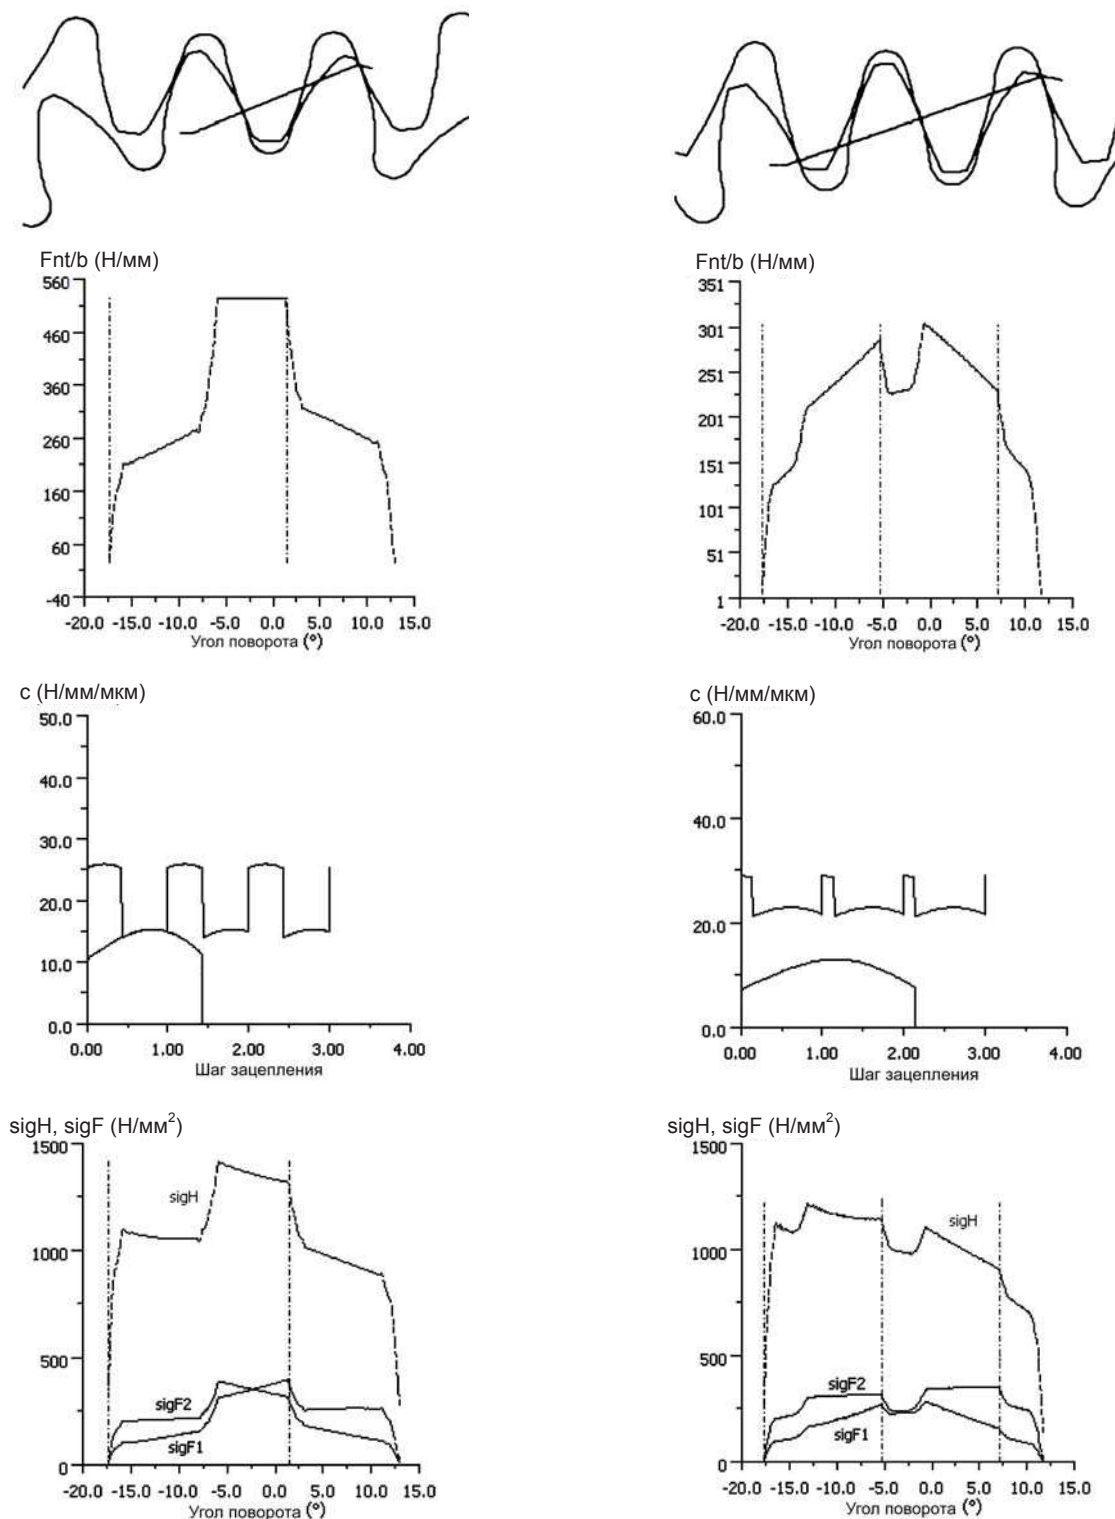 Fnt/b (Н/мм)
560
460
360
260
160
60
-40
-20.0 -15.0 -10.0 -5.0 0.0 5.0 10.0 15.0
Угол поворота (°)
Fnt/b (Н/мм)
351
301
251
201
151
101
51
1
-20.0 -15.0 -10.0 -5.0 0.0 5.0 10.0 15.0
Угол поворота (°)
c (Н/мм/мкм)
50.0
40.0
30.0
20.0
10.0
0.0
0.00 1.00 2.00 3.00 4.00
Шаг зацепления
c (Н/мм/мкм)
60.0
40.0
20.0
0.0
0.00 1.00 2.00 3.00 4.00
Шаг зацепления
sigH, sigF (Н/мм²)
1500
sigH
1000
500
sigF2
sigF1
0
-20.0 -15.0 -10.0 -5.0 0.0 5.0 10.0 15.0
Угол поворота (°)
sigH, sigF (Н/мм²)
1500
sigH
1000
500
sigF2
sigF1
0
-20.0 -15.0 -10.0 -5.0 0.0 5.0 10.0 15.0
Угол поворота (°)